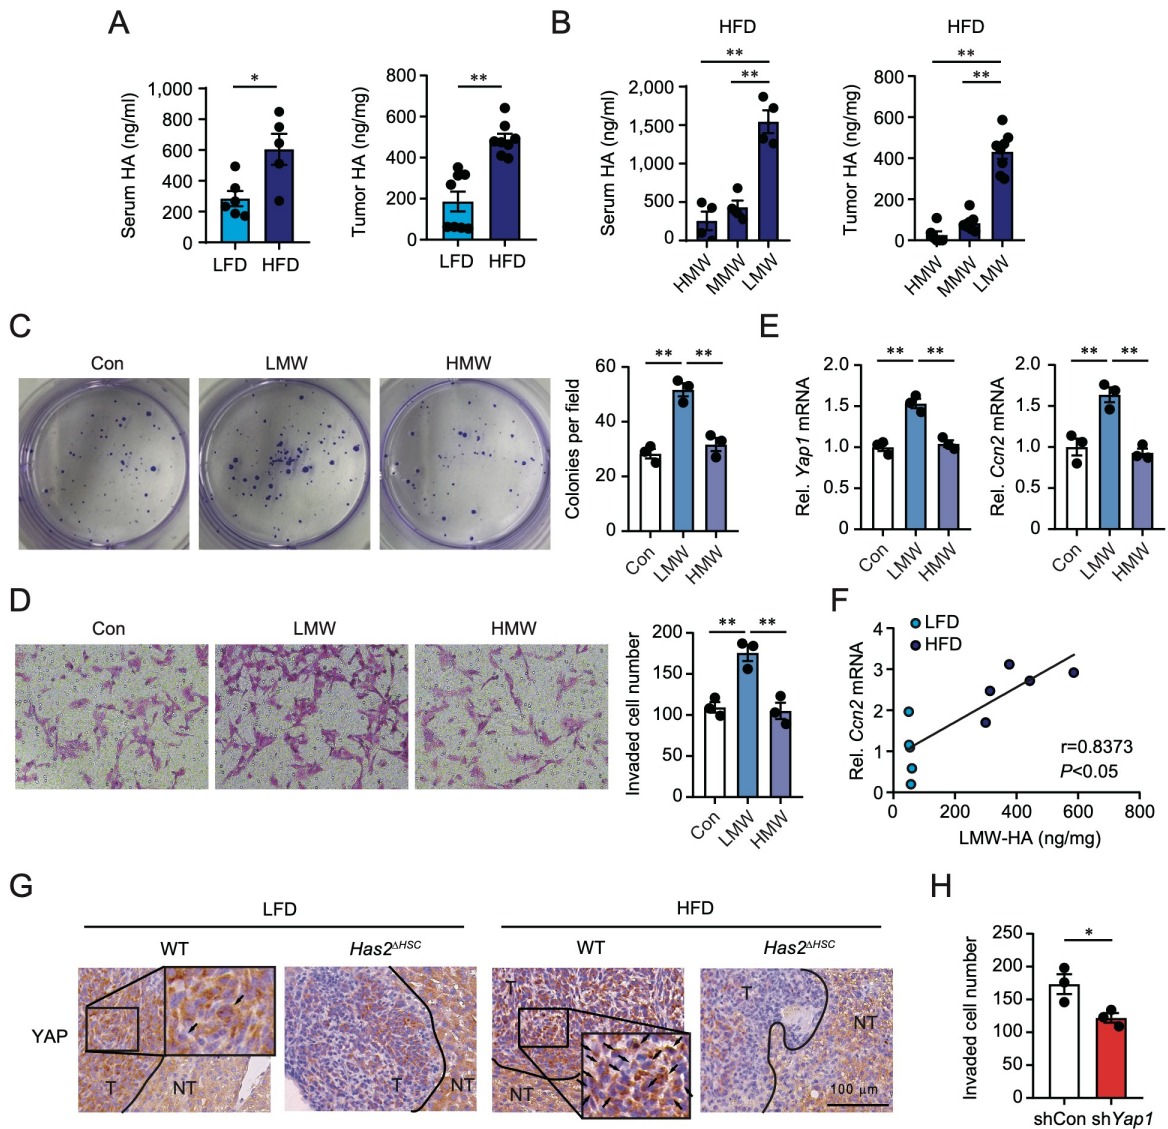 A
Serum HA (ng/ml)
1,000
800
600
400
200
0
*
LFD HFD
Tumor HA (ng/mg)
800
600
400
200
0
**
LFD HFD
B
HFD
Serum HA (ng/ml)
2,000
1,500
1,000
500
0
**
**
HMW MMW LMW
HFD
Tumor HA (ng/mg)
800
600
400
200
0
**
**
HMW MMW LMW
C
Con LMW HMW
Colonies per field
60
40
20
0
** **
Con LMW HMW
E
Rel. Yap1 mRNA
2.0
1.5
1.0
0.5
0
** **
Con LMW HMW
Rel. Ccn2 mRNA
2.0
1.5
1.0
0.5
0
** **
Con LMW HMW
D
Con LMW HMW
Invaded cell number
200
150
100
50
0
** **
Con LMW HMW
F
LFD
HFD
Rel. Ccn2 mRNA
4
3
2
1
0
r=0.8373
P<0.05
0 200 400 600 800
LMW-HA (ng/mg)
G
LFD HFD
WT Has2ΔHSC WT Has2ΔHSC
YAP
T NT
T NT
T
NT
T
NT
100 μm
H
Invaded cell number
250
200
150
100
50
0
*
shCon shYap1